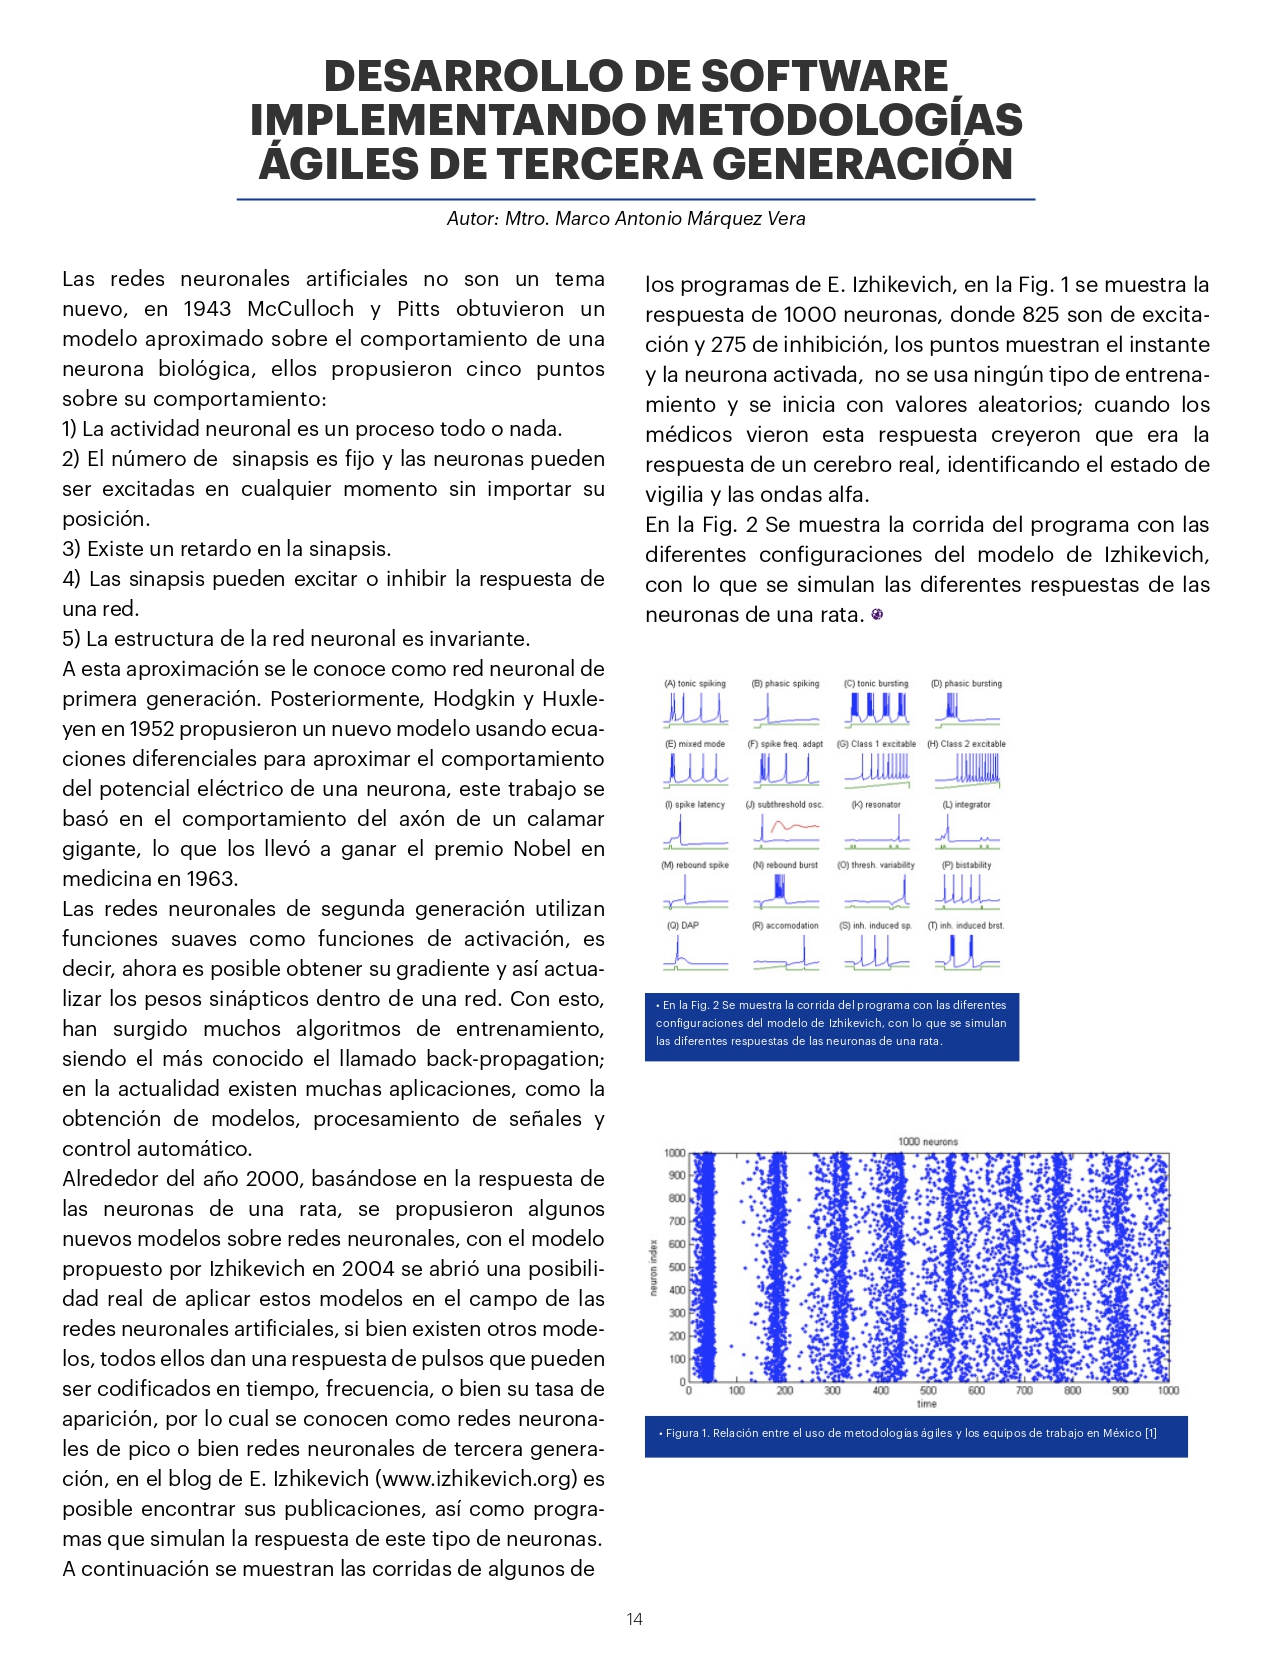 DESARROLLO DE SOFTWARE
IMPLEMENTANDO METODOLOGÍAS
ÁGILES DE TERCERA GENERACIÓN
Autor: Mtro. Marco Antonio Márquez Vera
Las redes neuronales artificiales no son un tema
nuevo, en 1943 McCulloch y Pitts obtuvieron un
modelo aproximado sobre el comportamiento de una
neurona biológica, ellos propusieron cinco puntos
sobre su comportamiento:
1) La actividad neuronal es un proceso todo o nada.
2) El número de sinapsis es fijo y las neuronas pueden
ser excitadas en cualquier momento sin importar su
posición.
3) Existe un retardo en la sinapsis.
4) Las sinapsis pueden excitar o inhibir la respuesta de
una red.
5) La estructura de la red neuronal es invariante.
A esta aproximación se le conoce como red neuronal de
primera generación. Posteriormente, Hodgkin y Huxle-
yen en 1952 propusieron un nuevo modelo usando ecua-
ciones diferenciales para aproximar el comportamiento
del potencial eléctrico de una neurona, este trabajo se
basó en el comportamiento del axón de un calamar
gigante, lo que los llevó a ganar el premio Nobel en
medicina en 1963.
Las redes neuronales de segunda generación utilizan
funciones suaves como funciones de activación, es
decir, ahora es posible obtener su gradiente y así actua-
lizar los pesos sinápticos dentro de una red. Con esto,
han surgido muchos algoritmos de entrenamiento,
siendo el más conocido el llamado back-propagation;
en la actualidad existen muchas aplicaciones, como la
obtención de modelos, procesamiento de señales y
control automático.
Alrededor del año 2000, basándose en la respuesta de
las neuronas de una rata, se propusieron algunos
nuevos modelos sobre redes neuronales, con el modelo
propuesto por Izhikevich en 2004 se abrió una posibili-
dad real de aplicar estos modelos en el campo de las
redes neuronales artificiales, si bien existen otros mode-
los, todos ellos dan una respuesta de pulsos que pueden
ser codificados en tiempo, frecuencia, o bien su tasa de
aparición, por lo cual se conocen como redes neurona-
les de pico o bien redes neuronales de tercera genera-
ción, en el blog de E. Izhikevich (www.izhikevich.org) es
posible encontrar sus publicaciones, así como progra-
mas que simulan la respuesta de este tipo de neuronas.
A continuación se muestran las corridas de algunos de
los programas de E. Izhikevich, en la Fig. 1 se muestra la
respuesta de 1000 neuronas, donde 825 son de excita-
ción y 275 de inhibición, los puntos muestran el instante
y la neurona activada, no se usa ningún tipo de entrena-
miento y se inicia con valores aleatorios; cuando los
médicos vieron esta respuesta creyeron que era la
respuesta de un cerebro real, identificando el estado de
vigilia y las ondas alfa.
En la Fig. 2 Se muestra la corrida del programa con las
diferentes configuraciones del modelo de Izhikevich,
con lo que se simulan las diferentes respuestas de las
neuronas de una rata.
(A) tonic spiking (B) phasic spiking (C) tonic bursting (D) phasic bursting
(E) mixed mode (F) spike freq. adapt (G) Class 1 excitable (H) Class 2 excitable
(I) spike latency (J) subthreshold osc. (K) resonator (L) integrator
(M) rebound spike (N) rebound burst (O) thresh. variability (P) bistability
(Q) DAP (R) accomodation (S) inh. induced sp. (T) inh. induced brst.
• En la Fig. 2 Se muestra la corrida del programa con las diferentes
configuraciones del modelo de Izhikevich, con lo que se simulan
las diferentes respuestas de las neuronas de una rata.
1000 neurons
1000
900
800
700
600
500
400
300
200
100
0
neuron index
0 100 200 300 400 500 600 700 800 900 1000
time
• Figura 1. Relación entre el uso de metodologías ágiles y los equipos de trabajo en México [1]
14